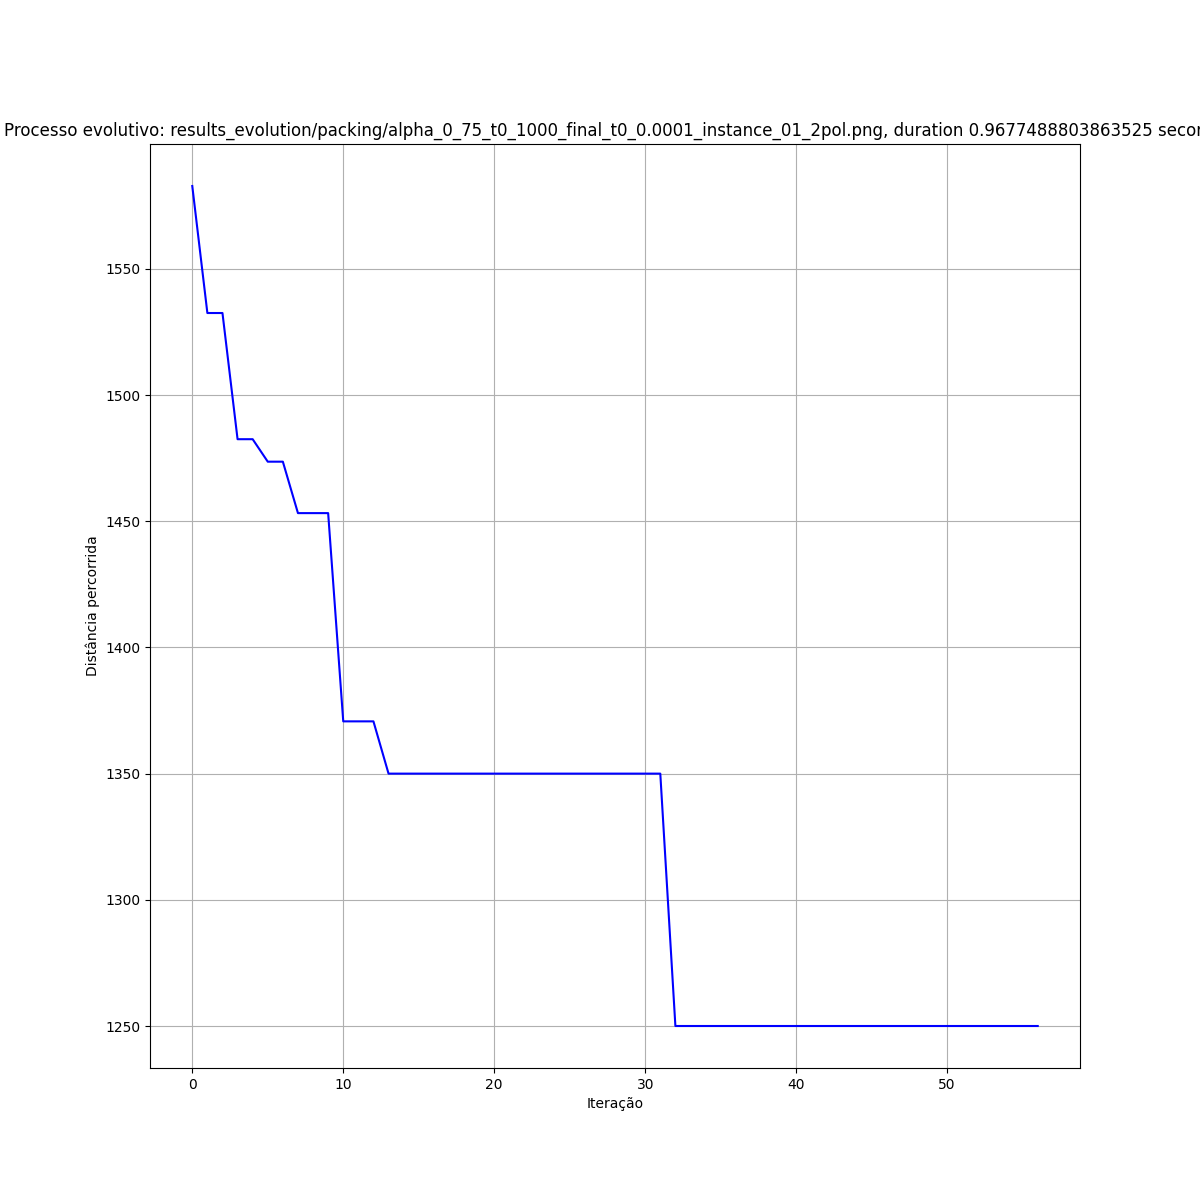 Processo evolutivo: results_evolution/packing/alpha_0_75_t0_1000_final_t0_0.0001_instance_01_2pol.png, duration 0.9677488803863525
1550
1500
1450
1400
1350
1300
1250
Distância percorrida
0 10 20 30 40 50
Iteração